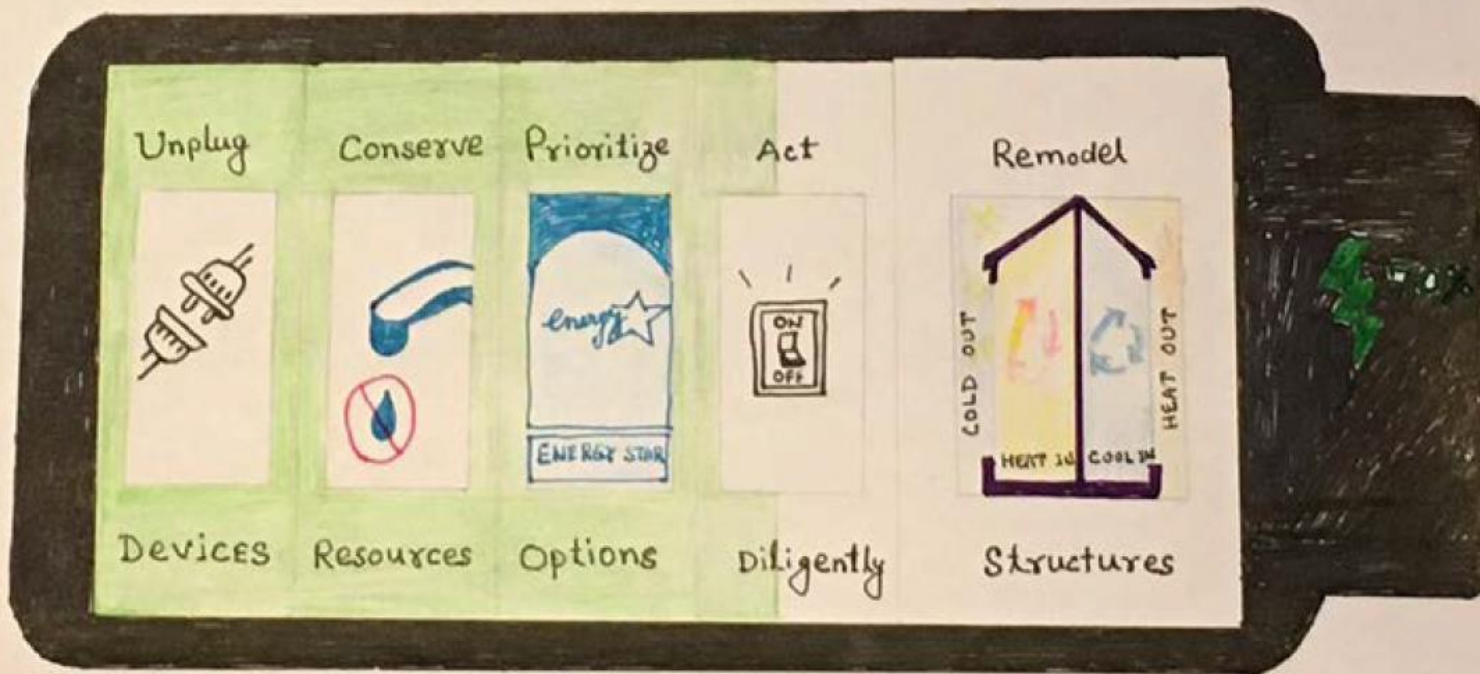 Unplug
Devices
Conserve
Resources
Prioritize
energy
ENERGY STAR
Options
Act
ON
OFF
Diligently
Remodel
COLD OUT
HEAT IN
COOL IN
HEAT OUT
Structures